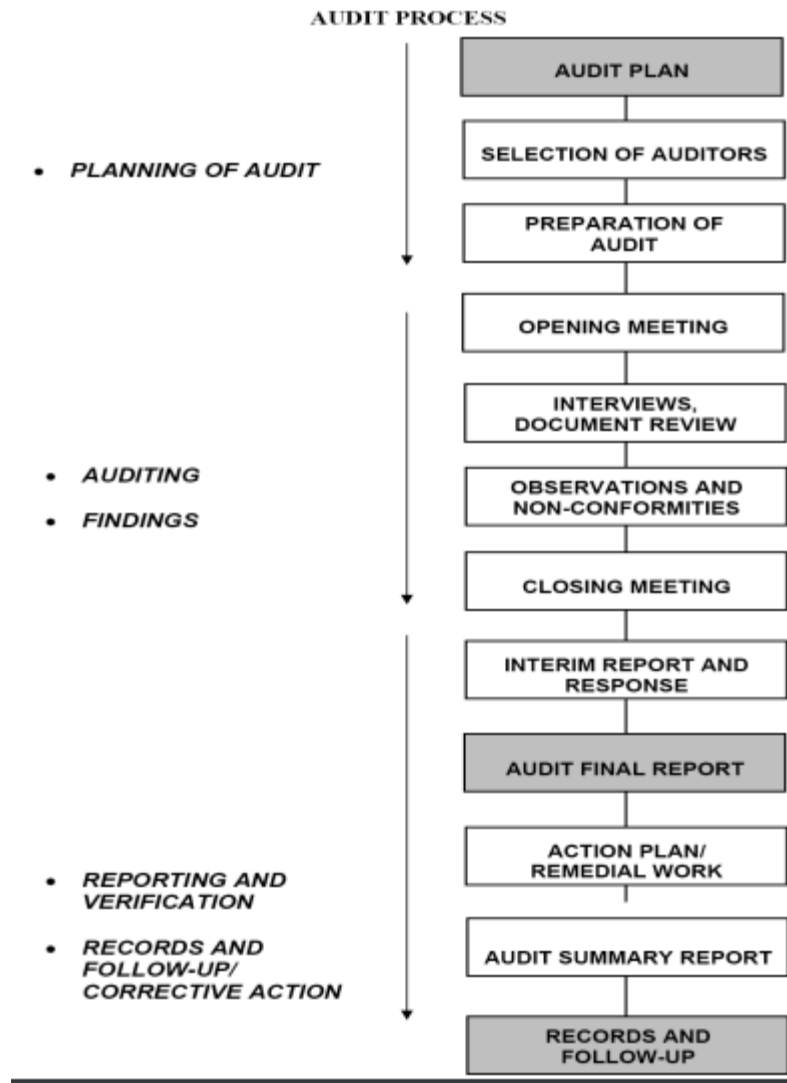 AUDIT PROCESS
AUDIT PLAN
SELECTION OF AUDITORS
• PLANNING OF AUDIT
PREPARATION OF
AUDIT
OPENING MEETING
INTERVIEWS,
DOCUMENT REVIEW
• AUDITING
• FINDINGS
OBSERVATIONS AND
NON-CONFORMITIES
CLOSING MEETING
INTERIM REPORT AND
RESPONSE
AUDIT FINAL REPORT
ACTION PLAN/
REMEDIAL WORK
• REPORTING AND
VERIFICATION
• RECORDS AND
FOLLOW-UP/
CORRECTIVE ACTION
AUDIT SUMMARY REPORT
RECORDS AND
FOLLOW-UP